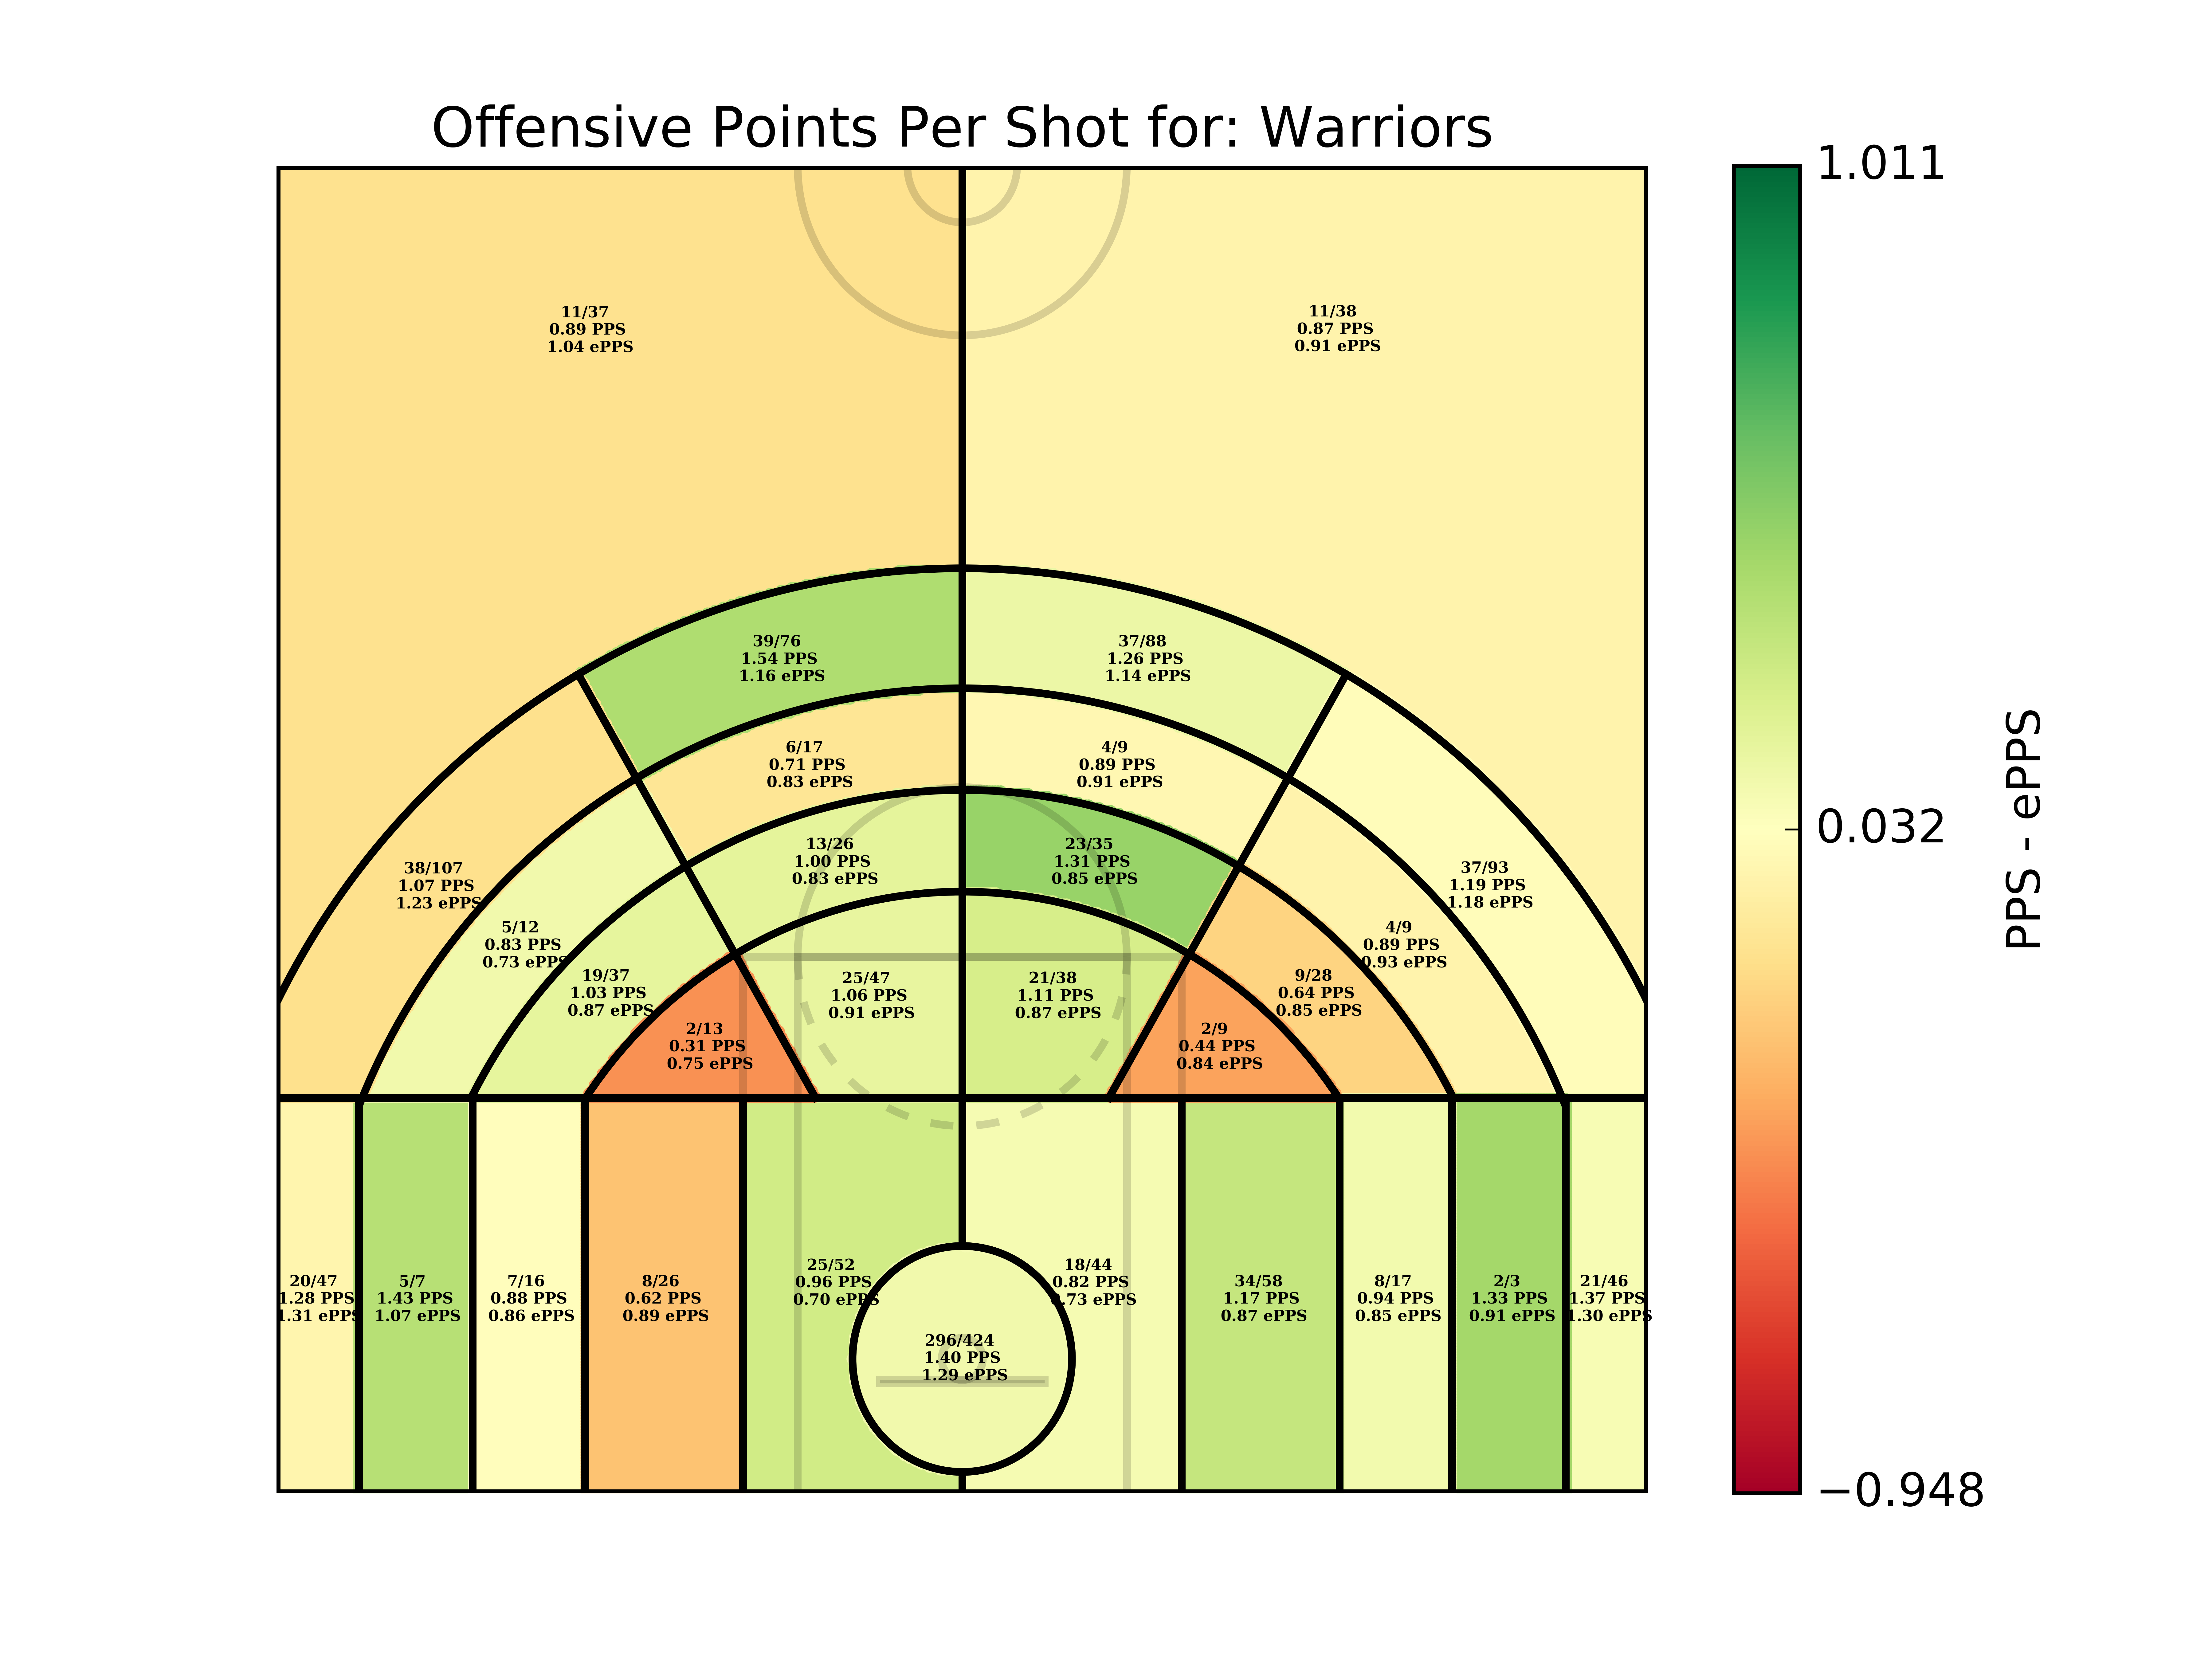 Offensive Points Per Shot for: Warriors
11/37
0.89 PPS
1.04 ePPS
11/38
0.87 PPS
0.91 ePPS
39/76
1.54 PPS
1.16 ePPS
37/88
1.26 PPS
1.14 ePPS
6/17
0.71 PPS
0.83 ePPS
4/9
0.89 PPS
0.91 ePPS
13/26
1.00 PPS
0.83 ePPS
23/35
1.31 PPS
0.85 ePPS
38/107
1.07 PPS
1.23 ePPS
37/93
1.19 PPS
1.18 ePPS
5/12
0.83 PPS
0.73 ePPS
4/9
0.89 PPS
0.93 ePPS
19/37
1.03 PPS
0.87 ePPS
25/47
1.06 PPS
0.91 ePPS
21/38
1.11 PPS
0.87 ePPS
9/28
0.64 PPS
0.85 ePPS
2/13
0.31 PPS
0.75 ePPS
2/9
0.44 PPS
0.84 ePPS
20/47
1.28 PPS
1.31 ePPS
5/7
1.43 PPS
1.07 ePPS
7/16
0.88 PPS
0.86 ePPS
8/26
0.62 PPS
0.89 ePPS
25/52
0.96 PPS
0.70 ePPS
18/44
0.82 PPS
0.73 ePPS
34/58
1.17 PPS
0.87 ePPS
8/17
0.94 PPS
0.85 ePPS
2/3
1.33 PPS
0.91 ePPS
21/46
1.37 PPS
1.30 ePPS
296/424
1.40 PPS
1.29 ePPS
1.011
0.032
−0.948
PPS - ePPS